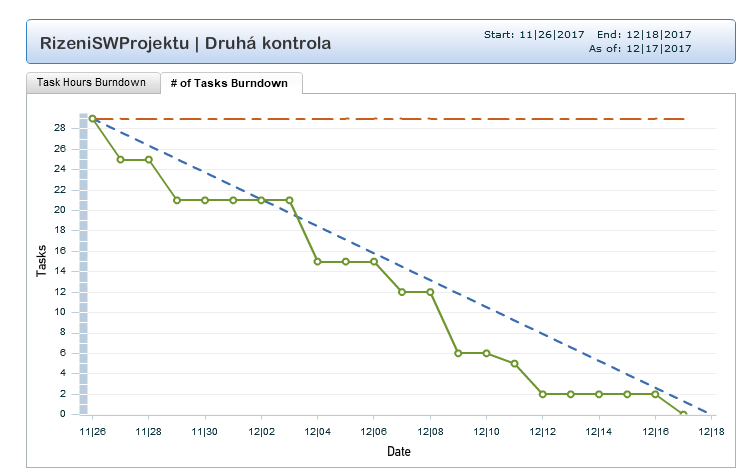 RizeniSWProjektu | Druhá kontrola
Start: 11|26|2017 End: 12|18|2017
As of: 12|17|2017
Task Hours Burndown
# of Tasks Burndown
28
26
24
22
20
18
16
14
12
10
8
6
4
2
0
Tasks
11|26 11|28 11|30 12|02 12|04 12|06 12|08 12|10 12|12 12|14 12|16 12|18
Date